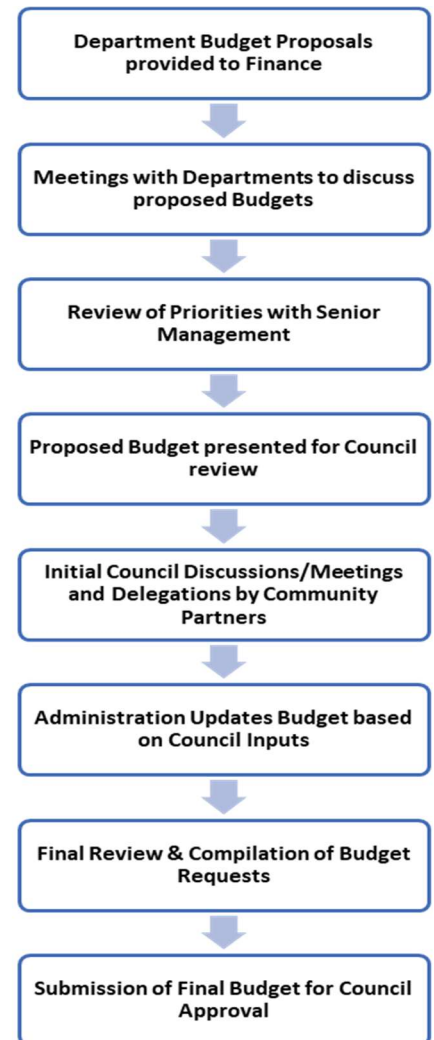 Department Budget Proposals
provided to Finance
Meetings with Departments to discuss
proposed Budgets
Review of Priorities with Senior
Management
Proposed Budget presented for Council
review
Initial Council Discussions/Meetings
and Delegations by Community
Partners
Administration Updates Budget based
on Council Inputs
Final Review & Compilation of Budget
Requests
Submission of Final Budget for Council
Approval